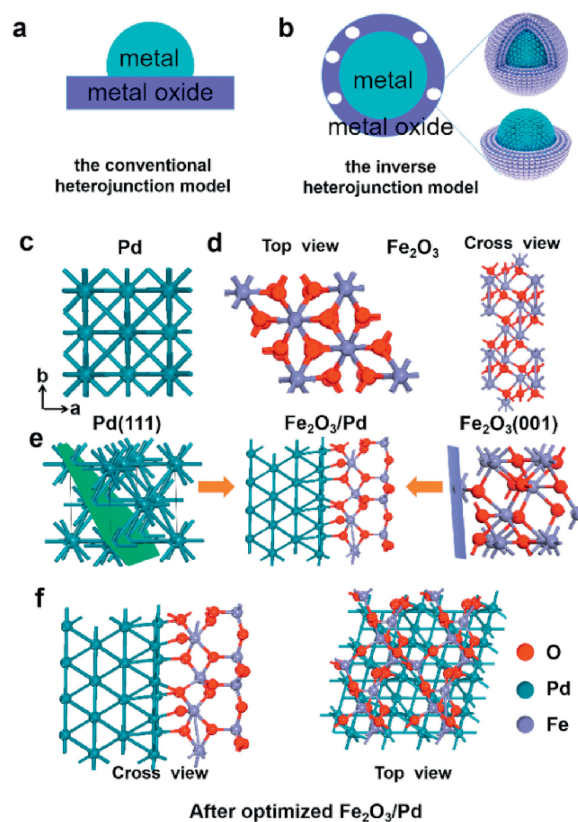 a
metal
metal oxide
the conventional
heterojunction model
b
metal
metal oxide
the inverse
heterojunction model
c
Pd
b
a
d
Top view
Fe₂O₃
Cross view
e
Pd(111)
Fe₂O₃/Pd
Fe₂O₃(001)
f
Cross view
Top view
O
Pd
Fe
After optimized Fe₂O₃/Pd